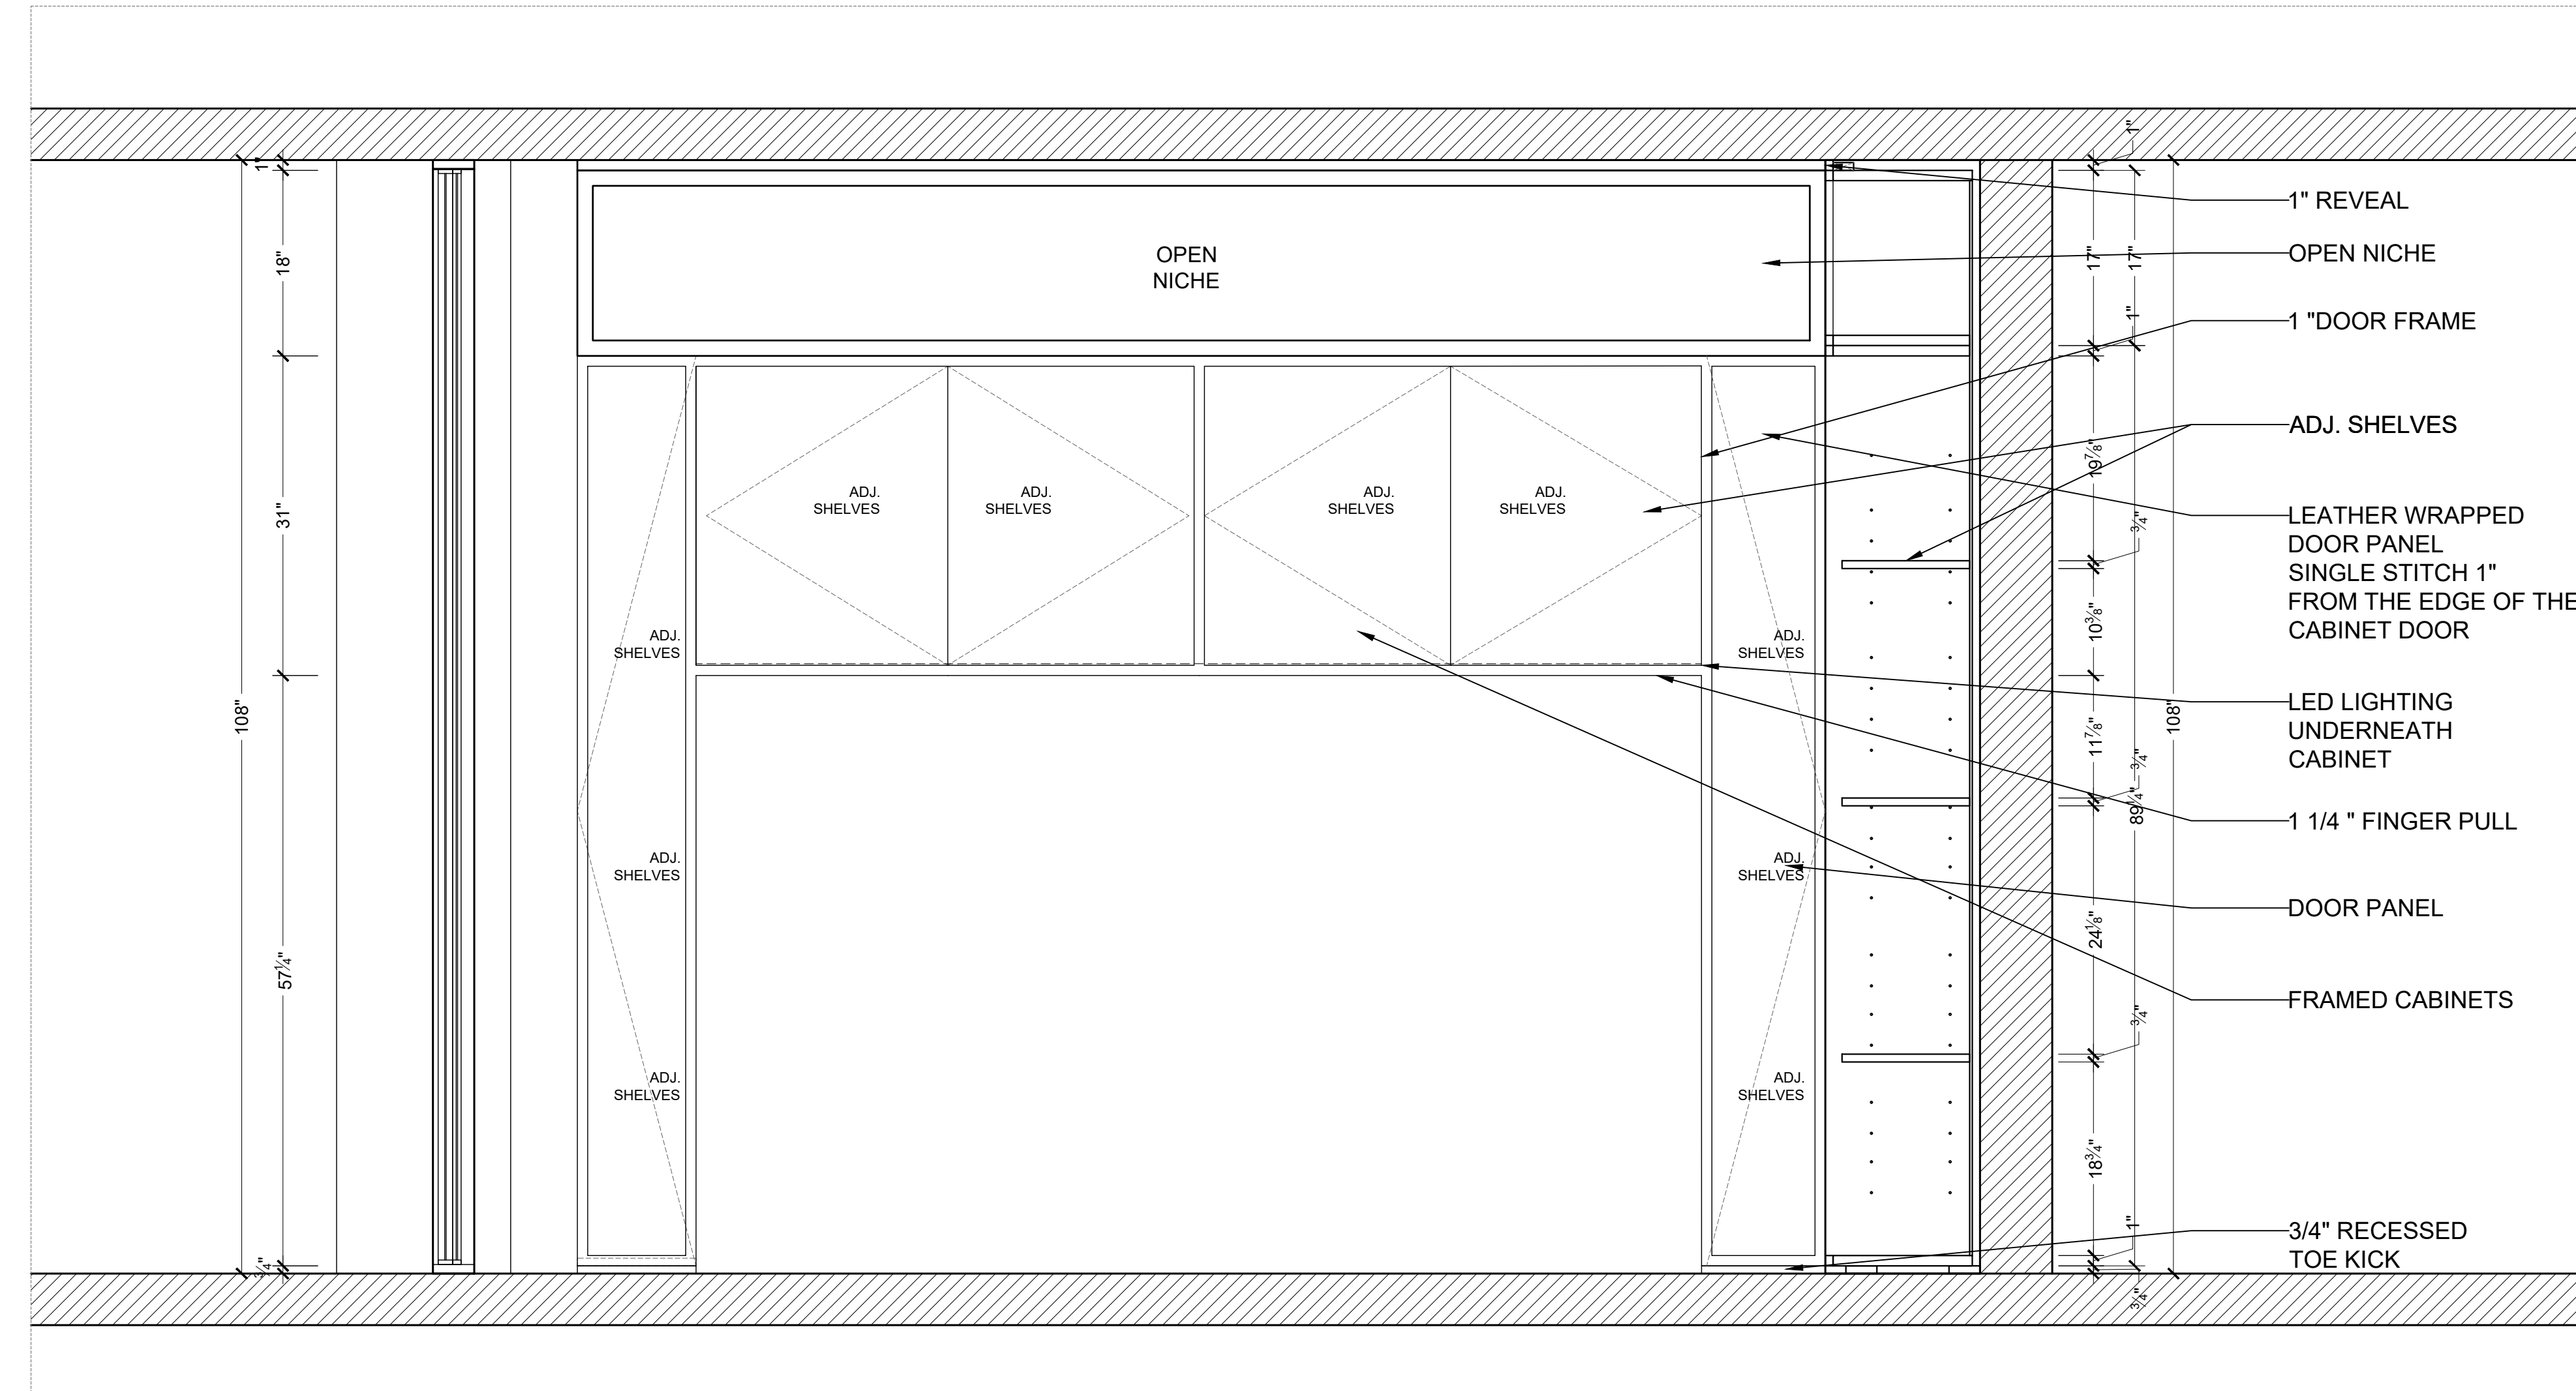 1"
18"
31"
108"
57¼"
¾"
OPEN
NICHE
ADJ.
SHELVES
ADJ.
SHELVES
ADJ.
SHELVES
ADJ.
SHELVES
ADJ.
SHELVES
ADJ.
SHELVES
ADJ.
SHELVES
ADJ.
SHELVES
ADJ.
SHELVES
ADJ.
SHELVES
1"
17"
17"
1"
19⅞"
¾"
10⅜"
11⅞"
¾"
89¼"
108"
24⅛"
¾"
18¾"
1"
¾"
1" REVEAL
OPEN NICHE
1 "DOOR FRAME
ADJ. SHELVES
LEATHER WRAPPED
DOOR PANEL
SINGLE STITCH 1"
FROM THE EDGE OF THE
CABINET DOOR
LED LIGHTING
UNDERNEATH
CABINET
1 1/4 " FINGER PULL
DOOR PANEL
FRAMED CABINETS
3/4" RECESSED
TOE KICK